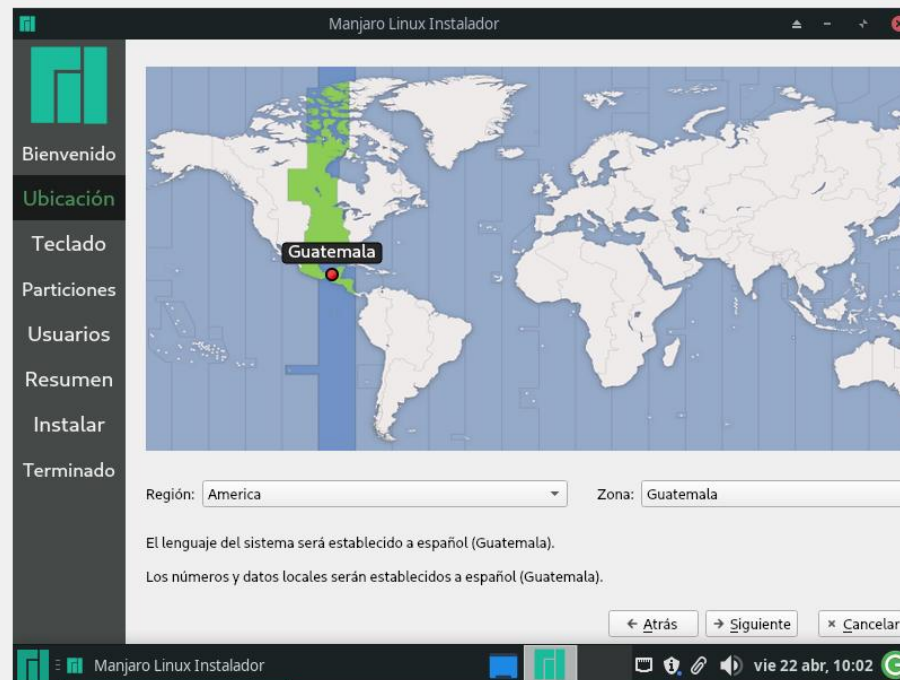 Manjaro Linux Instalador
Bienvenido
Ubicación
Teclado
Particiones
Usuarios
Resumen
Instalar
Terminado
Guatemala
Región: America Zona: Guatemala
El lenguaje del sistema será establecido a español (Guatemala).
Los números y datos locales serán establecidos a español (Guatemala).
Atrás Siguiente Cancelar
Manjaro Linux Instalador vie 22 abr, 10:02